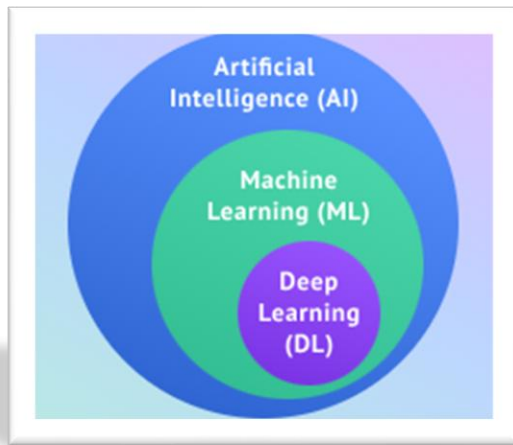 Artificial
Intelligence (AI)
Machine
Learning (ML)
Deep
Learning
(DL)